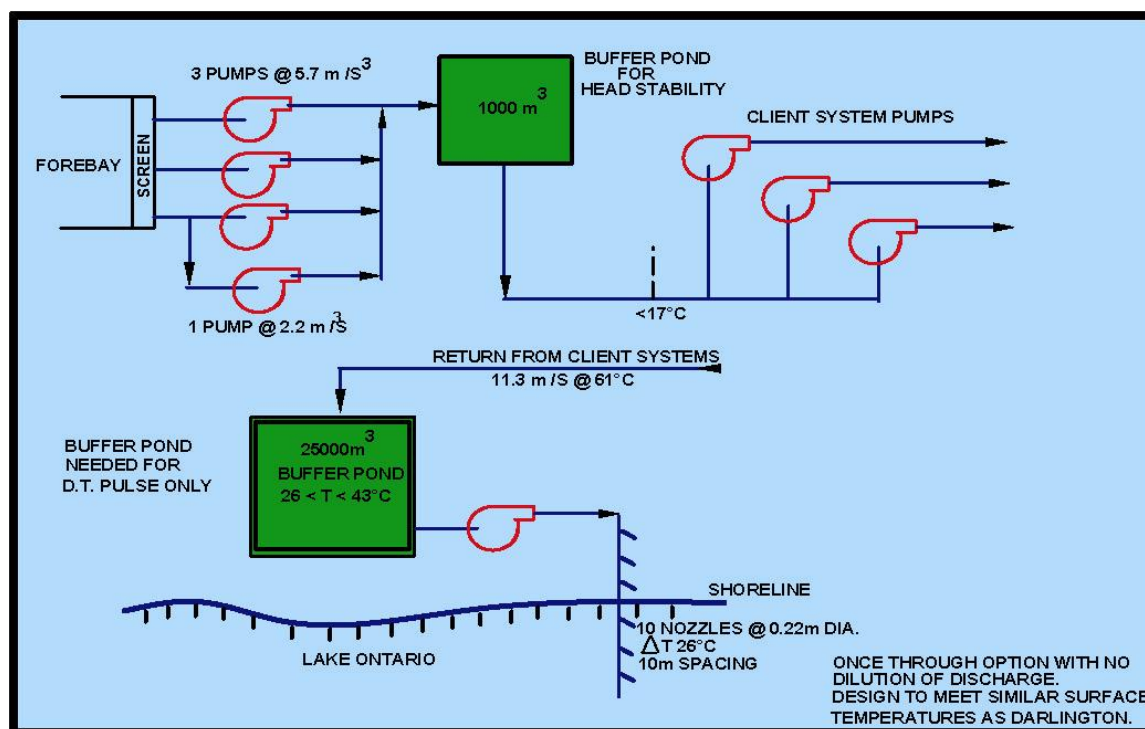 3 PUMPS @ 5.7 m /S³
FOREBAY
SCREEN
1 PUMP @ 2.2 m /S³
1000 m³
BUFFER POND
FOR
HEAD STABILITY
CLIENT SYSTEM PUMPS
<17°C
RETURN FROM CLIENT SYSTEMS
11.3 m /S @ 61°C
BUFFER POND
NEEDED FOR
D.T. PULSE ONLY
25000m³
BUFFER POND
26 < T < 43°C
SHORELINE
LAKE ONTARIO
10 NOZZLES @ 0.22m DIA.
△T 26°C
10m SPACING
ONCE THROUGH OPTION WITH NO
DILUTION OF DISCHARGE.
DESIGN TO MEET SIMILAR SURFACE
TEMPERATURES AS DARLINGTON.